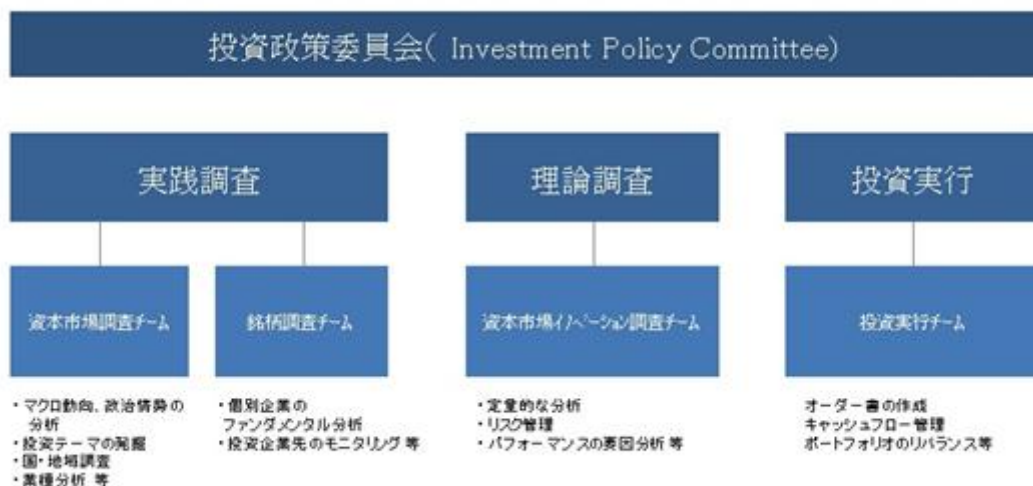 投資政策委員会( Investment Policy Committee)
実践調査
理論調査
投資実行
資本市場調査チーム
銘柄調査チーム
資本市場イノベーション調査チーム
投資実行チーム
・マクロ動向、政治情勢の
分析
・投資テーマの発掘
・国・地域調査
・業種分析 等
・個別企業の
ファンダメンタル分析
・投資企業先のモニタリング 等
・定量的な分析
・リスク管理
・パフォーマンスの要因分析 等
オーダー書の作成
キャッシュフロー管理
ポートフォリオのリバランス等